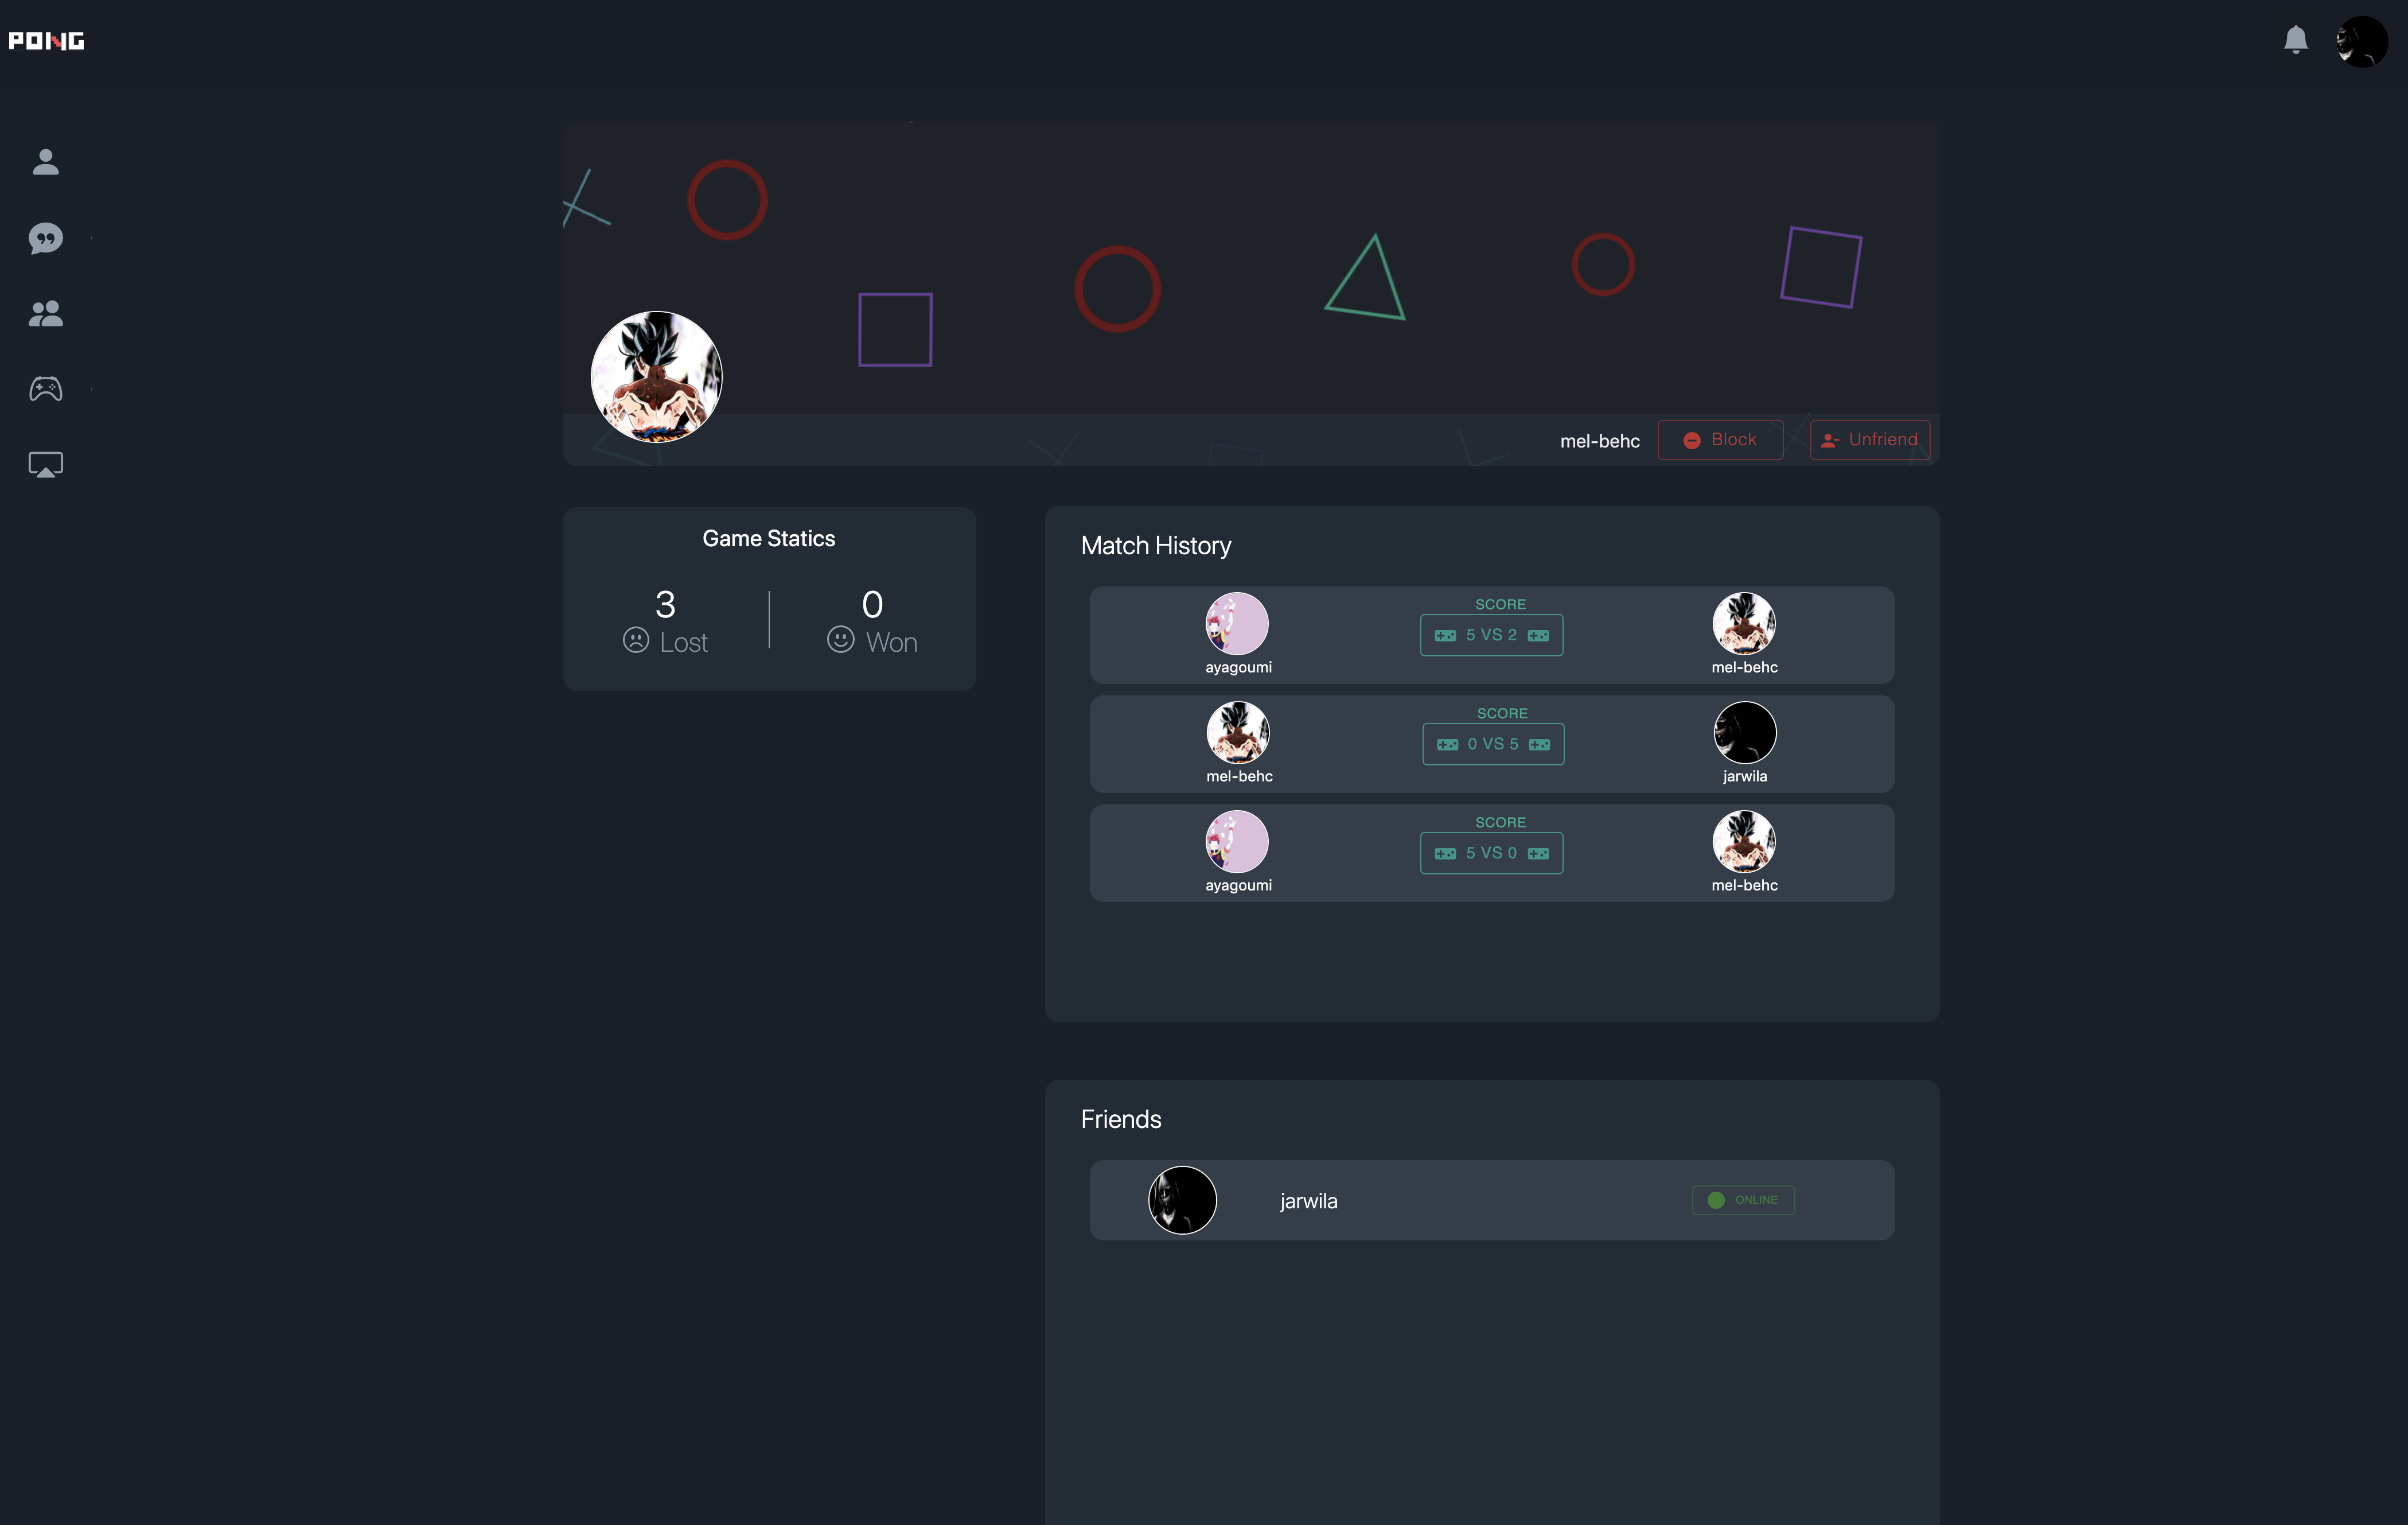 PONG
mel-behc
Block
Unfriend
Game Statics
3
Lost
0
Won
Match History
SCORE
5 VS 2
ayagoumi
mel-behc
SCORE
0 VS 5
mel-behc
jarwila
SCORE
5 VS 0
ayagoumi
mel-behc
Friends
jarwila
ONLINE